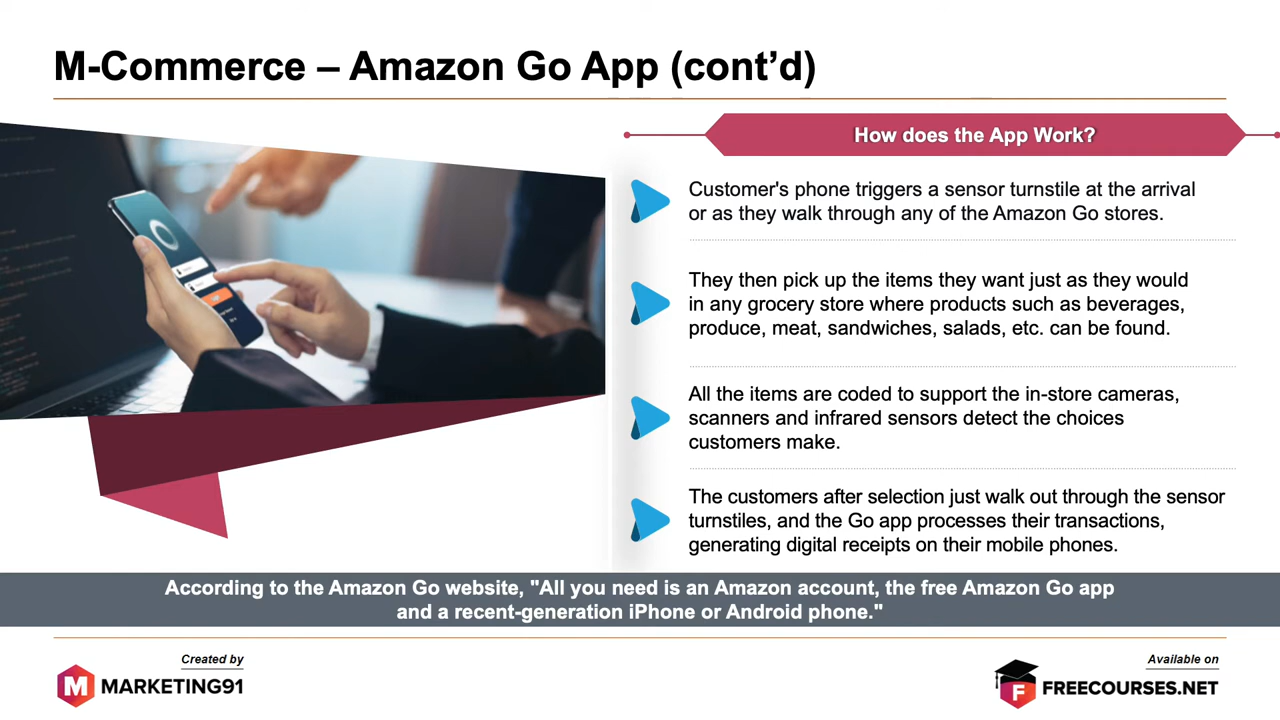 M-Commerce – Amazon Go App (cont’d)
How does the App Work?
Customer's phone triggers a sensor turnstile at the arrival
or as they walk through any of the Amazon Go stores.
They then pick up the items they want just as they would
in any grocery store where products such as beverages,
produce, meat, sandwiches, salads, etc. can be found.
All the items are coded to support the in-store cameras,
scanners and infrared sensors detect the choices
customers make.
The customers after selection just walk out through the sensor
turnstiles, and the Go app processes their transactions,
generating digital receipts on their mobile phones.
According to the Amazon Go website, "All you need is an Amazon account, the free Amazon Go app
and a recent-generation iPhone or Android phone."
Created by
M MARKETING91
Available on
F FREECOURSES.NET